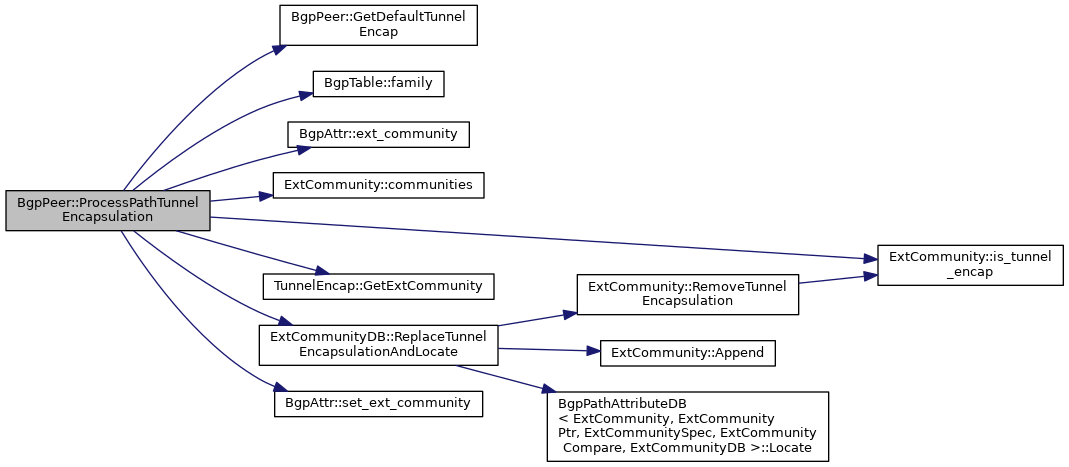 BgpPeer::GetDefaultTunnel
Encap
BgpTable::family
BgpAttr::ext_community
ExtCommunity::communities
BgpPeer::ProcessPathTunnel
Encapsulation
ExtCommunity::is_tunnel
_encap
TunnelEncap::GetExtCommunity
ExtCommunity::RemoveTunnel
Encapsulation
ExtCommunityDB::ReplaceTunnel
EncapsulationAndLocate
ExtCommunity::Append
BgpAttr::set_ext_community
BgpPathAttributeDB
< ExtCommunity, ExtCommunity
Ptr, ExtCommunitySpec, ExtCommunity
Compare, ExtCommunityDB >::Locate